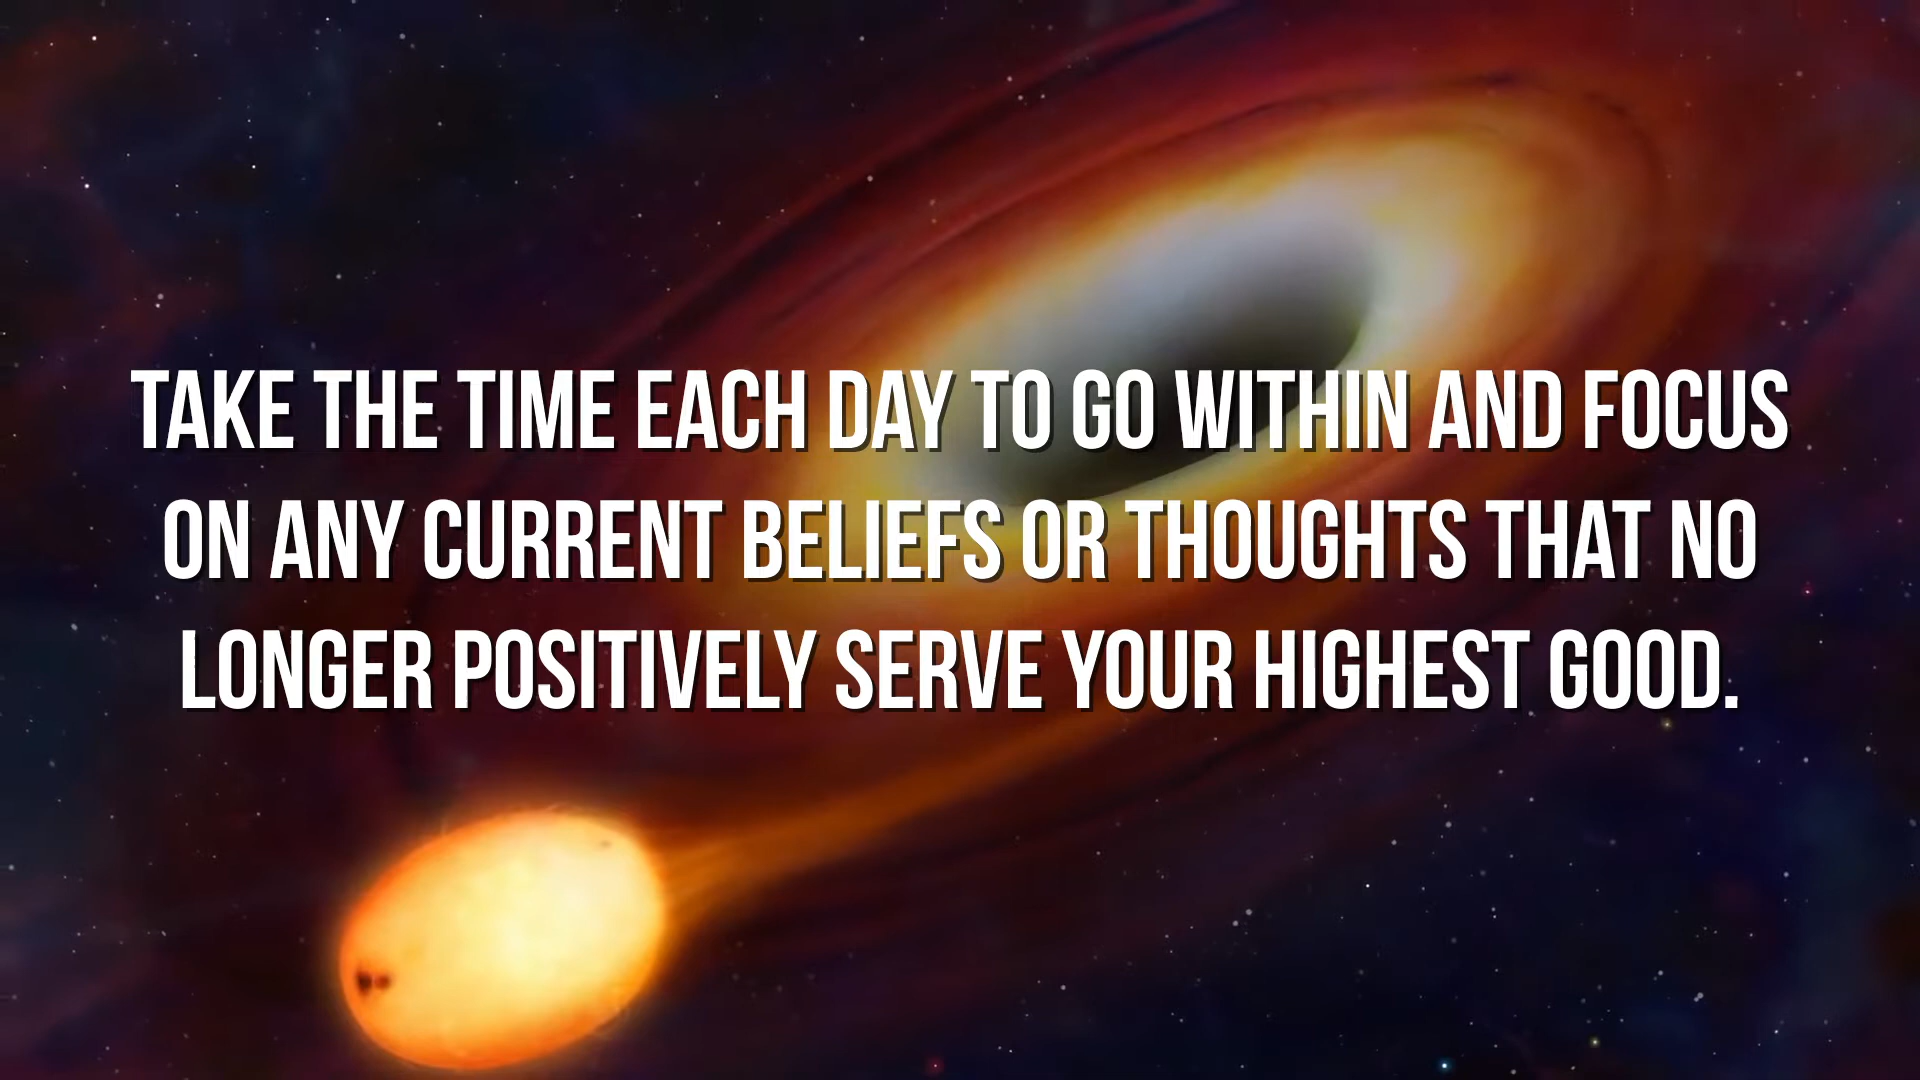 TAKE THE TIME EACH DAY TO GO WITHIN AND FOCUS
ON ANY CURRENT BELIEFS OR THOUGHTS THAT NO
LONGER POSITIVELY SERVE YOUR HIGHEST GOOD.